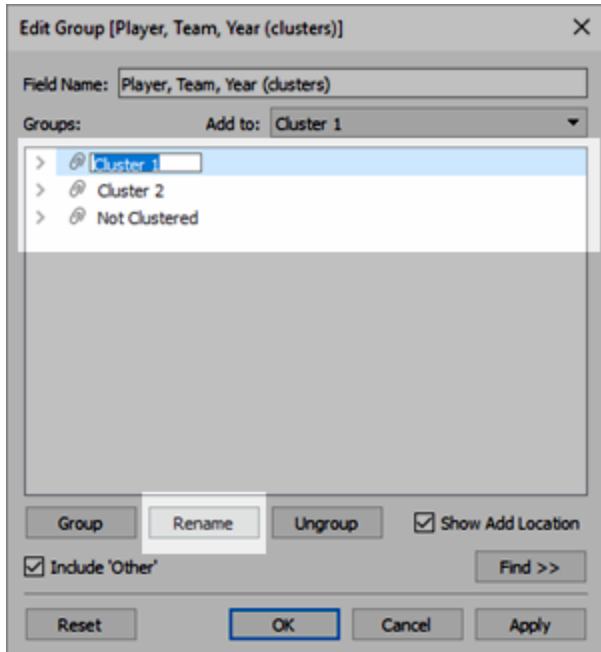 Edit Group [Player, Team, Year (clusters)]
Field Name: Player, Team, Year (clusters)
Groups: Add to: Cluster 1
Cluster 1
Cluster 2
Not Clustered
Group Rename Ungroup Show Add Location
Include 'Other' Find >>
Reset OK Cancel Apply